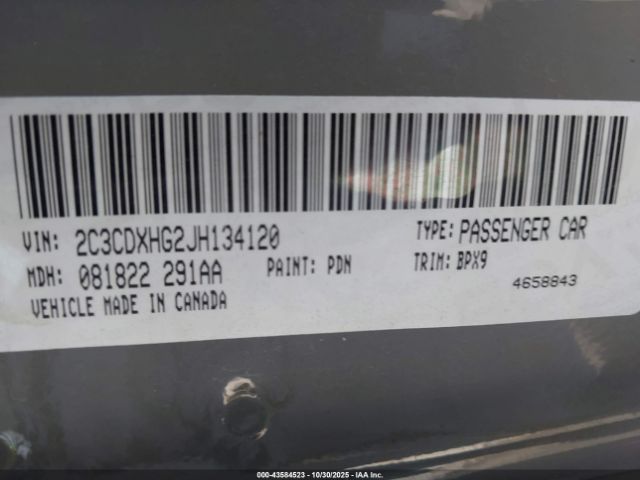 VIN: 2C3CDXHG2JH134120 TYPE: PASSENGER CAR
MDH: 081822 291AA PAINT: PDN TRIM: BPX9
VEHICLE MADE IN CANADA 4658843
000-43584523 | 10/30/2025 | IAA Inc.